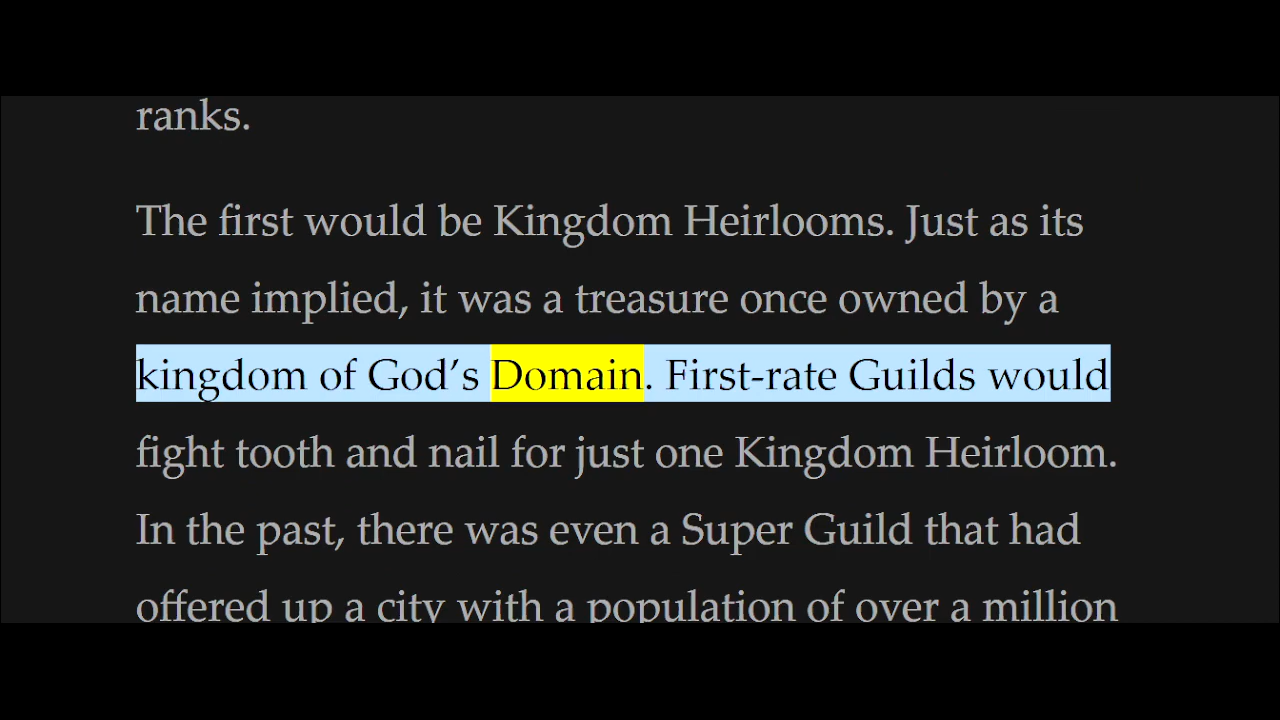 ranks.
The first would be Kingdom Heirlooms. Just as its
name implied, it was a treasure once owned by a
kingdom of God’s Domain. First-rate Guilds would
fight tooth and nail for just one Kingdom Heirloom.
In the past, there was even a Super Guild that had
offered up a city with a population of over a million